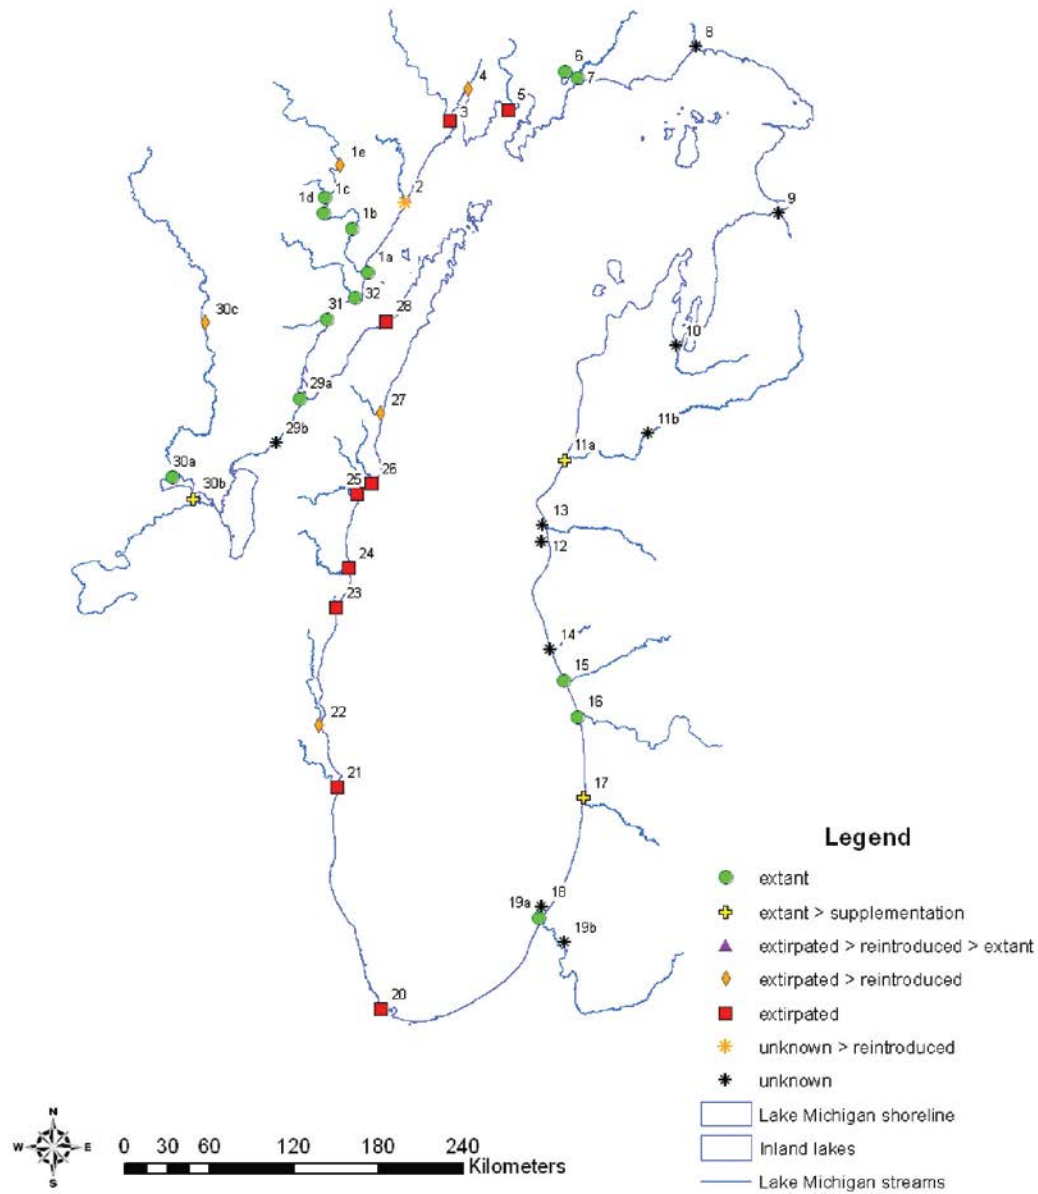 8
6
7
4
5
3
1e
2
1c
1d
1b
9
1a
32
31
28
30c
10
29a
27
11b
29b
11a
30a
26
25
30b
13
12
24
23
14
15
16
22
21
17
18
19a
19b
20
Legend
extant
extant > supplementation
extirpated > reintroduced > extant
extirpated > reintroduced
extirpated
unknown > reintroduced
unknown
Lake Michigan shoreline
Inland lakes
Lake Michigan streams
N
W E
S
0 30 60 120 180 240
Kilometers